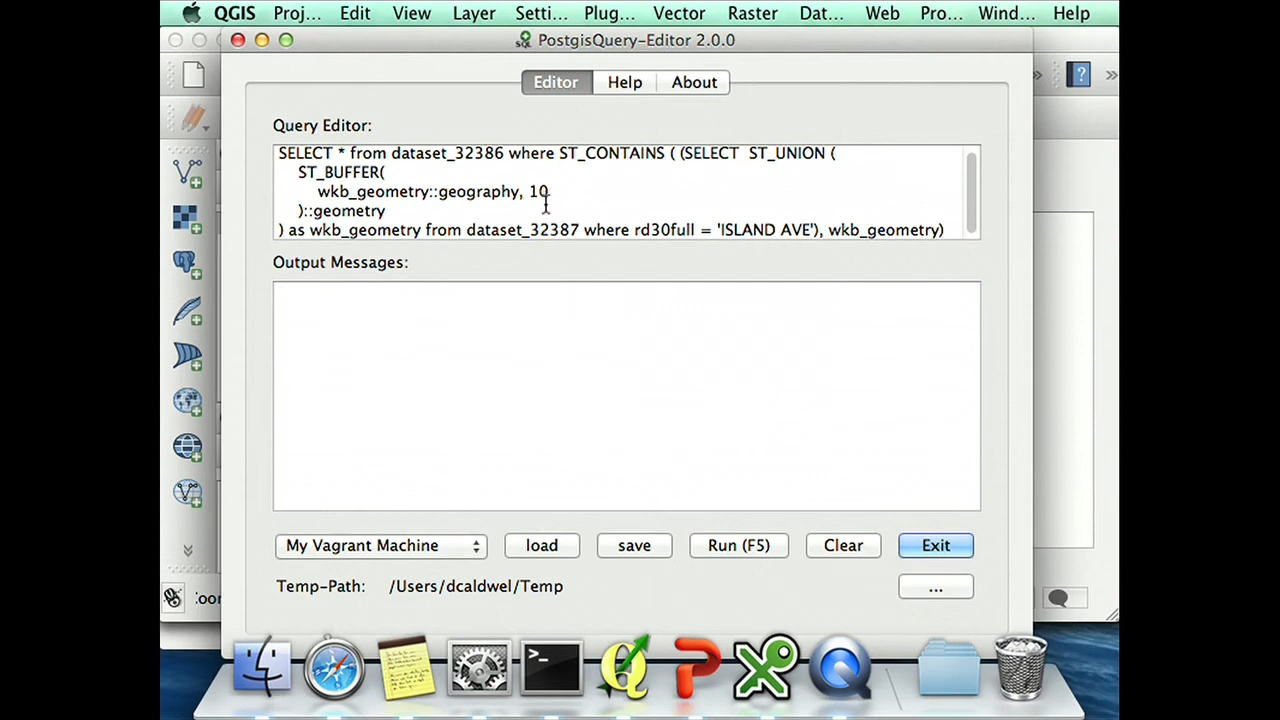 QGIS Proj... Edit View Layer Setti... Plug... Vector Raster Dat... Web Pro... Wind... Help
PostgisQuery-Editor 2.0.0
Editor Help About
Query Editor:
SELECT * from dataset_32386 where ST_CONTAINS ( (SELECT ST_UNION (
ST_BUFFER(
wkb_geometry::geography, 10
)::geometry
) as wkb_geometry from dataset_32387 where rd30full = 'ISLAND AVE'), wkb_geometry)
Output Messages:
My Vagrant Machine load save Run (F5) Clear Exit
Temp-Path: /Users/dcaldwel/Temp ...